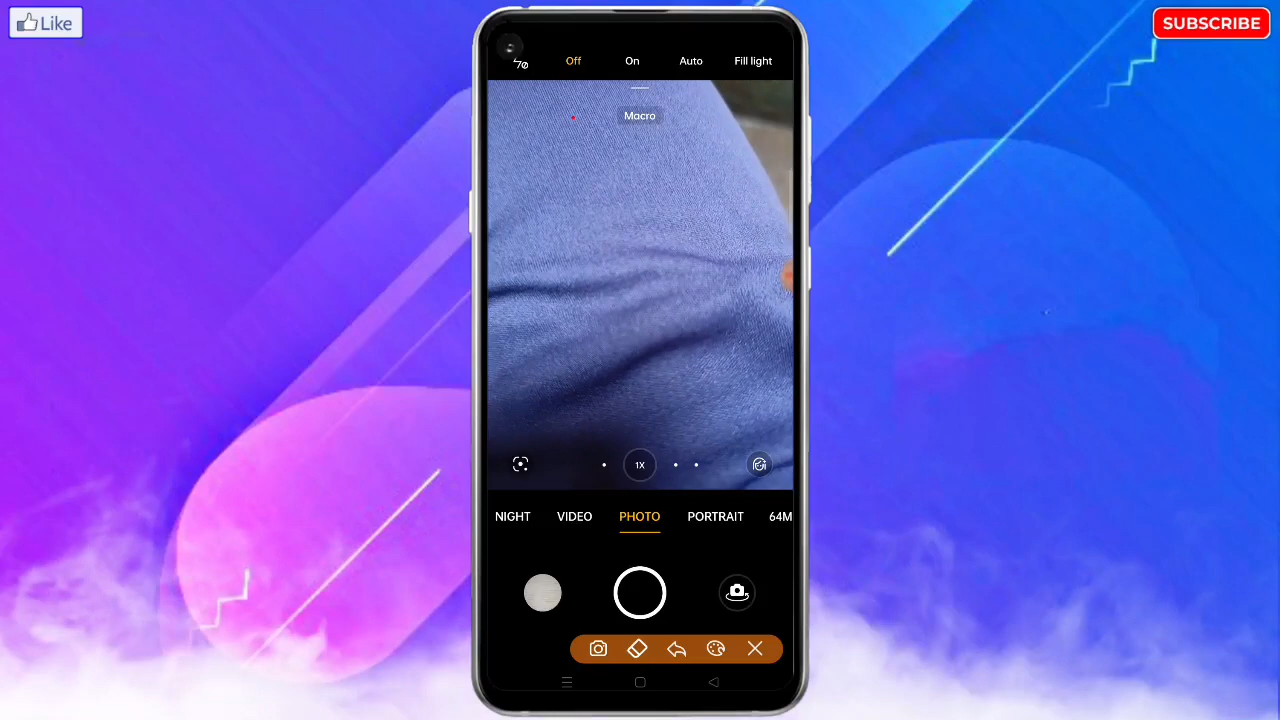 Like
SUBSCRIBE
Off On Auto Fill light
Macro
1X
NIGHT VIDEO PHOTO PORTRAIT 64M